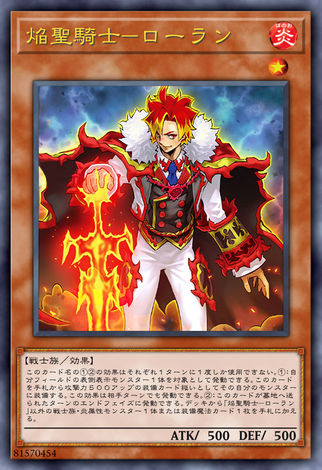 焔聖騎士－ローラン
ほのお
炎
【戦士族／効果】
このカード名の①②の効果はそれぞれ１ターンに１度しか使用できない。①：自
分フィールドの表側表示モンスター１体を対象として発動できる。このカード
を手札から攻撃力５００アップの装備カード扱いとしてその自分のモンスター
に装備する。この効果は相手ターンでも発動できる。②：このカードが墓地へ送
られたターンのエンドフェイズに発動できる。デッキから「焔聖騎士－ローラン」
以外の戦士族・炎属性モンスター１体または装備魔法カード１枚を手札に加え
る。
ATK/ 500 DEF/ 500
81570454